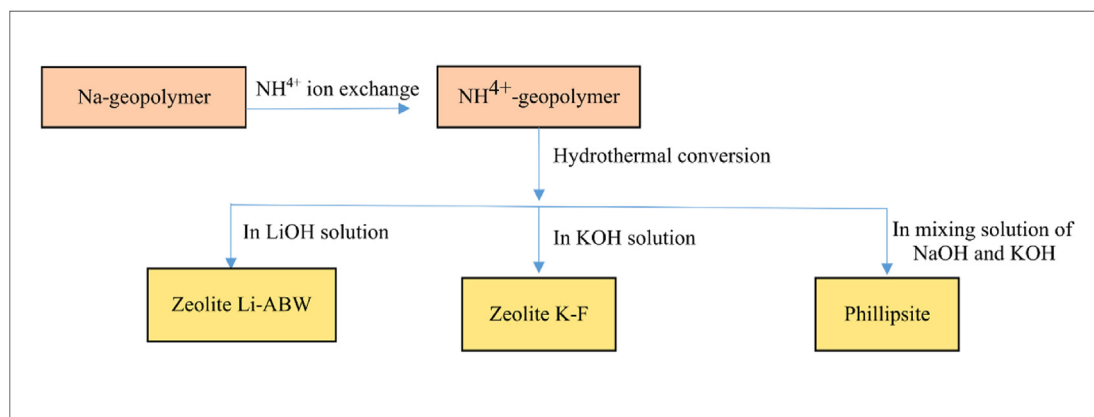 Na-geopolymer
NH⁴⁺ ion exchange
NH⁴⁺-geopolymer
Hydrothermal conversion
In LiOH solution
In KOH solution
In mixing solution of
NaOH and KOH
Zeolite Li-ABW
Zeolite K-F
Phillipsite